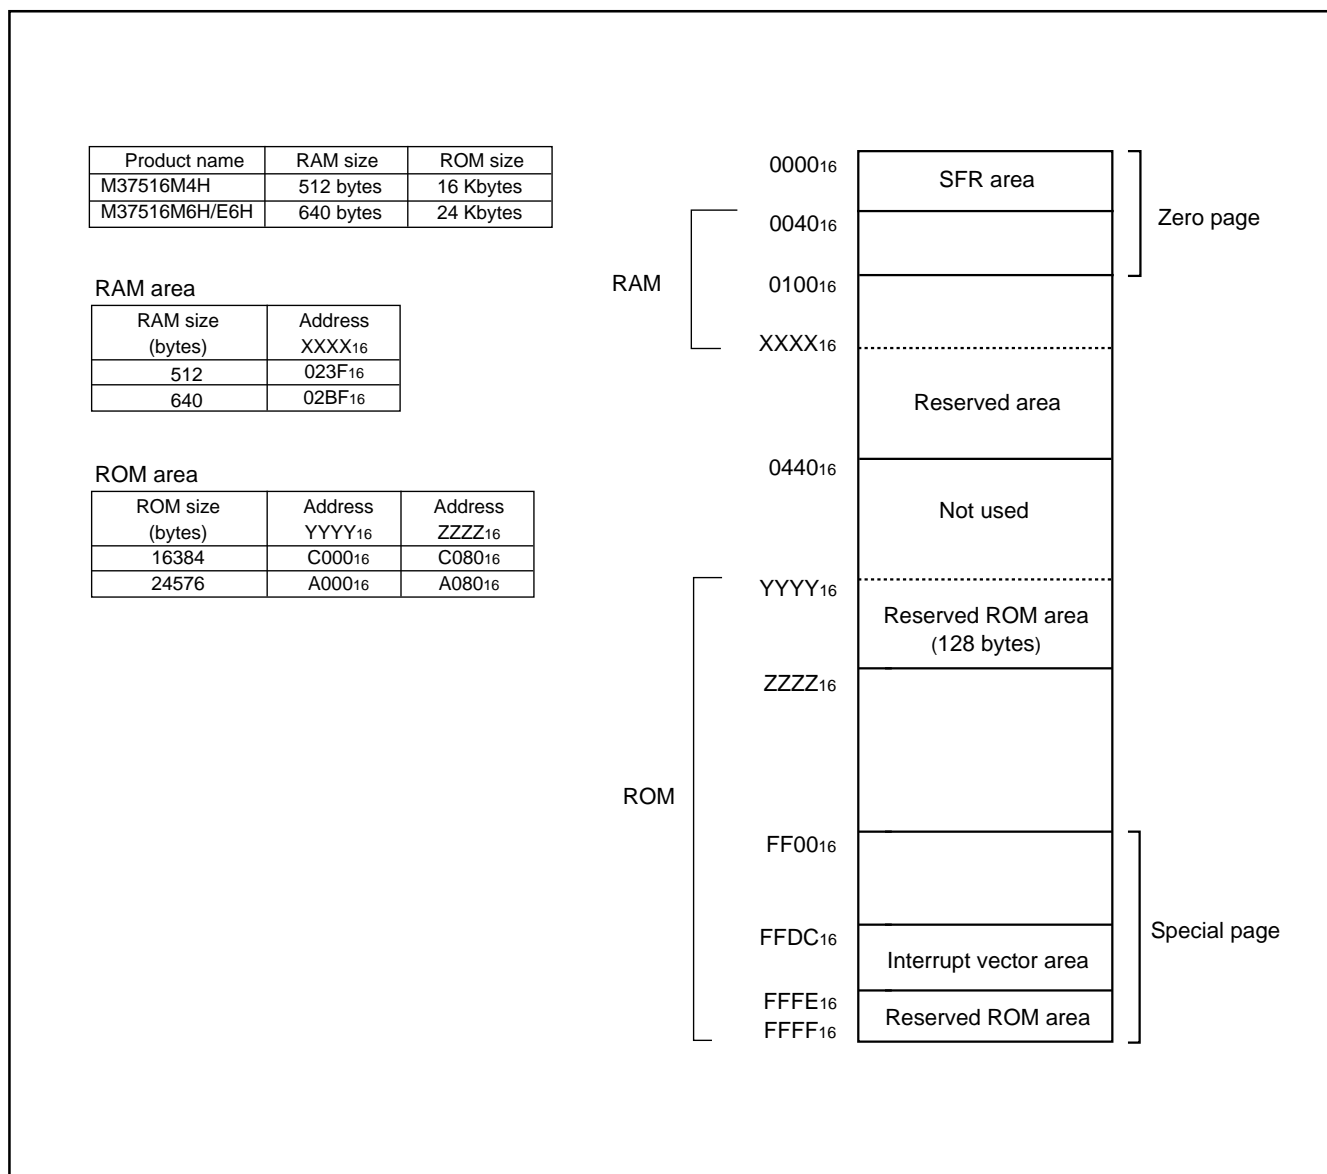 Product name RAM size ROM size
M37516M4H 512 bytes 16 Kbytes
M37516M6H/E6H 640 bytes 24 Kbytes
RAM area
RAM size Address
(bytes) XXXX16
512 023F16
640 02BF16
ROM area
ROM size Address Address
(bytes) YYYY16 ZZZZ16
16384 C00016 C08016
24576 A00016 A08016
000016
SFR area
Zero page
004016
RAM
010016
XXXX16
Reserved area
044016
Not used
YYYY16
Reserved ROM area
(128 bytes)
ZZZZ16
ROM
FF0016
Special page
FFDC16
Interrupt vector area
FFFE16
Reserved ROM area
FFFF16